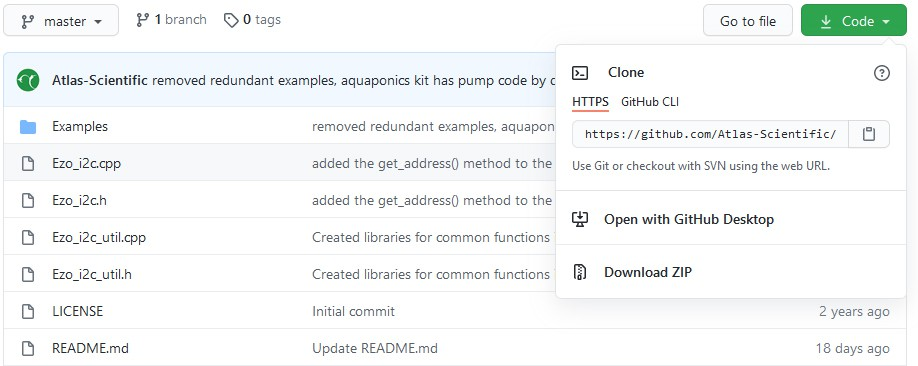 master 1 branch 0 tags Go to file Code
Atlas-Scientific removed redundant examples, aquaponics kit has pump code by
Clone
HTTPS GitHub CLI
https://github.com/Atlas-Scientific/
Use Git or checkout with SVN using the web URL.
Open with GitHub Desktop
Download ZIP
Examples removed redundant examples,
Ezo_i2c.cpp added the get_address() method to the
Ezo_i2c.h added the get_address() method to the
Ezo_i2c_util.cpp Created libraries for common functions
Ezo_i2c_util.h Created libraries for common functions
LICENSE Initial commit 2 years ago
README.md Update README.md 18 days ago